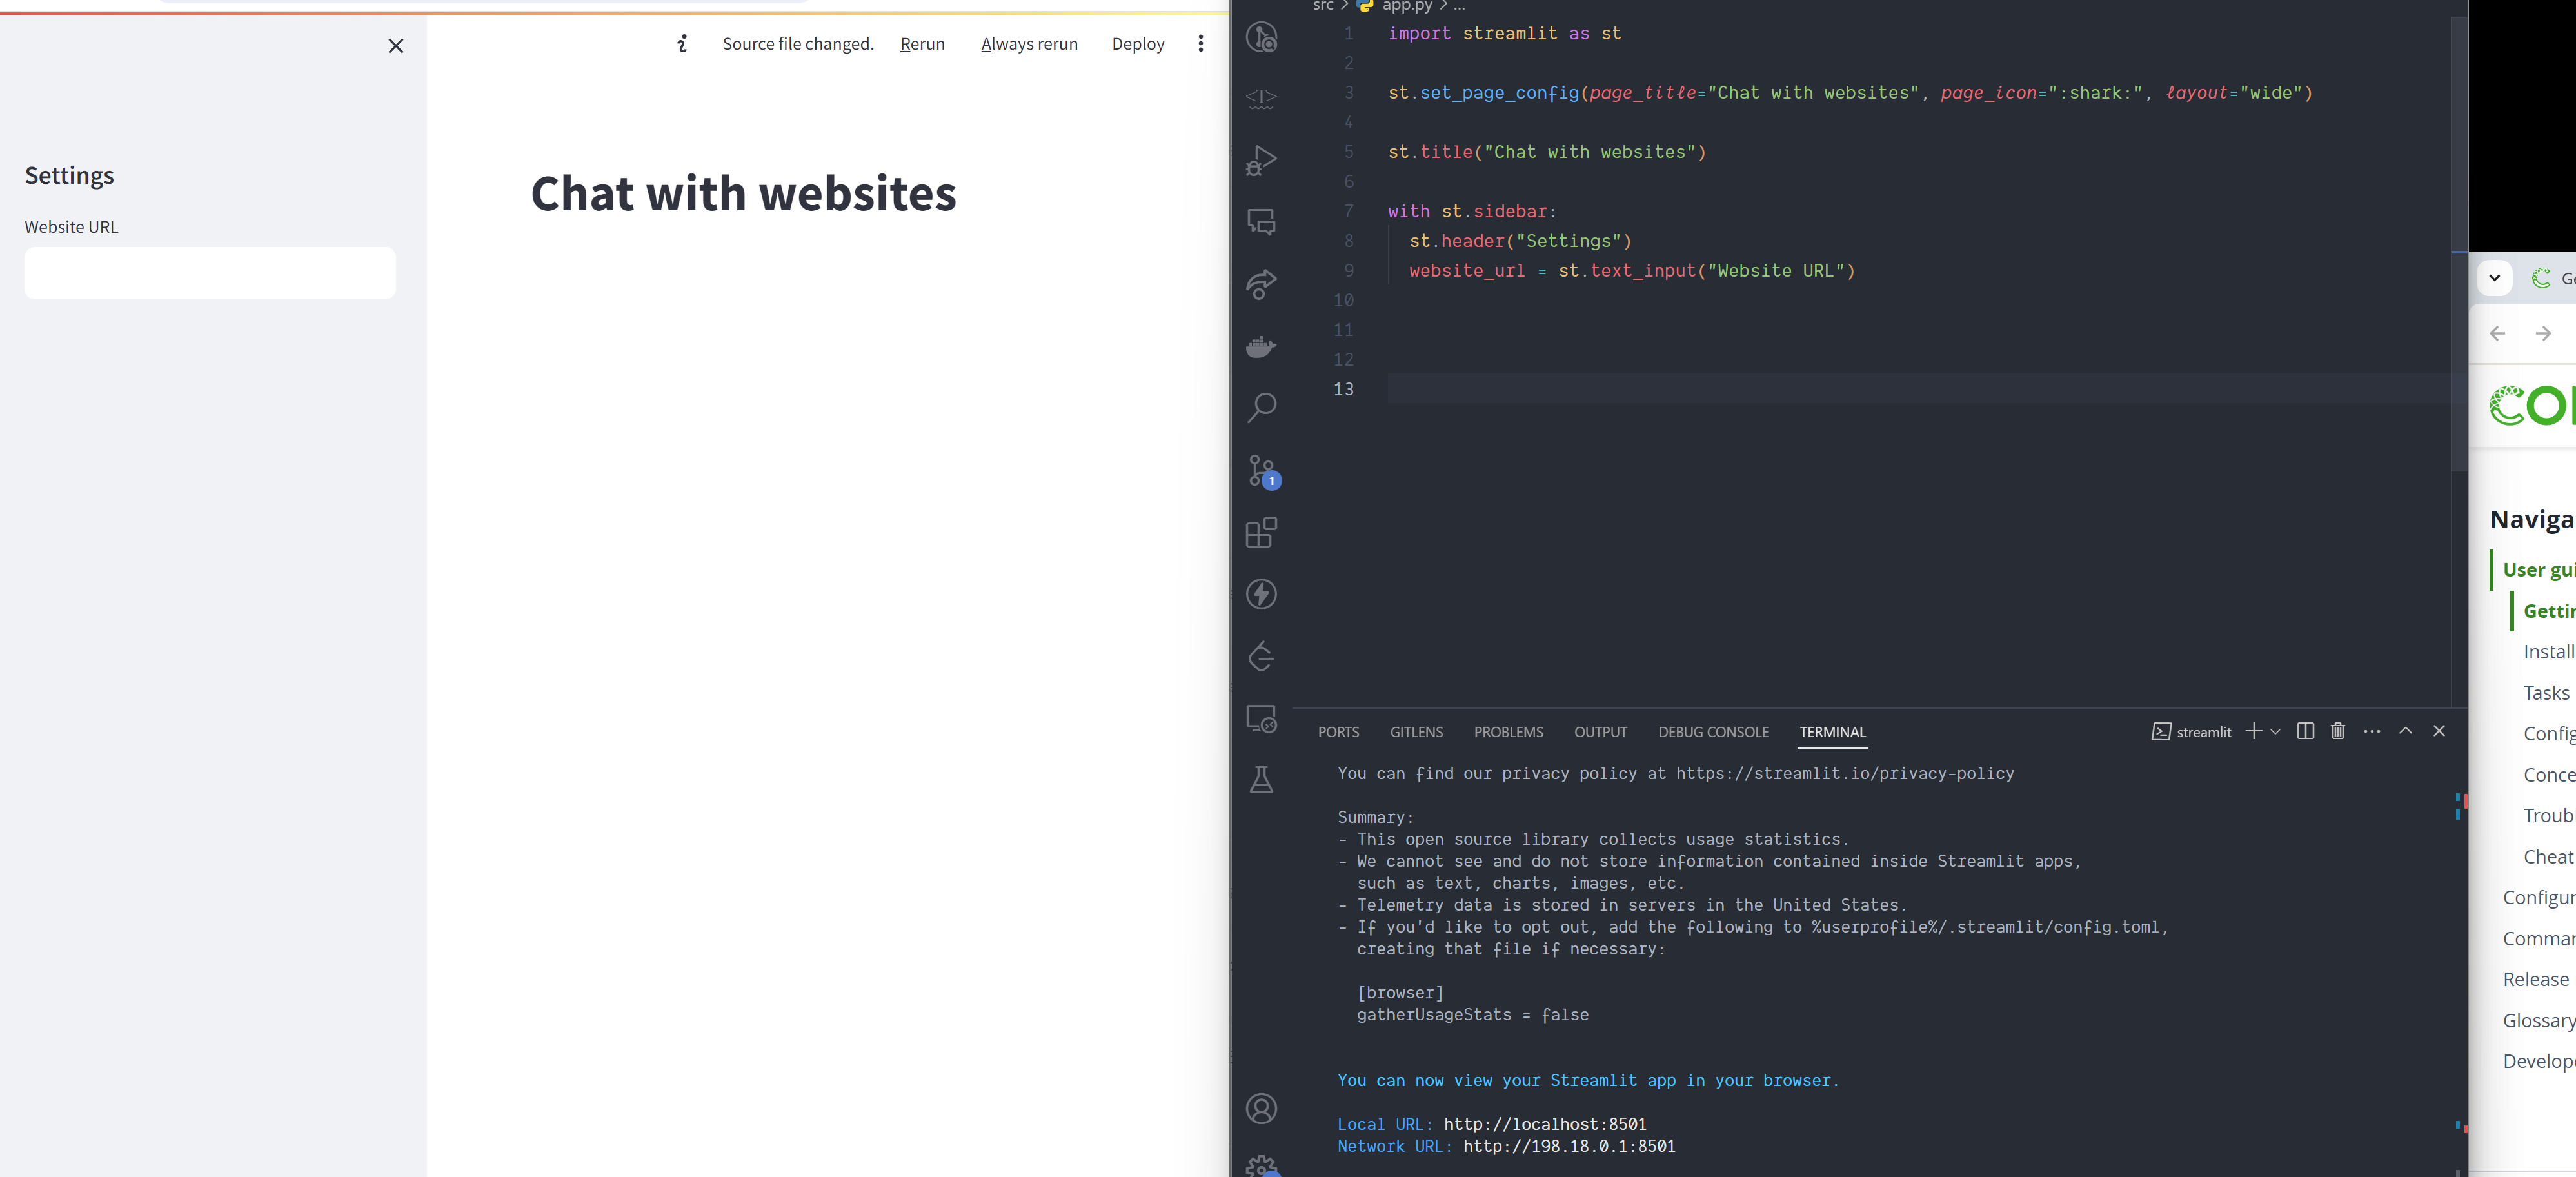 Source file changed. Rerun Always rerun Deploy
Settings
Website URL
Chat with websites
src > app.py > ...
1 import streamlit as st
2
3 st.set_page_config(page_title="Chat with websites", page_icon=":shark:", layout="wide")
4
5 st.title("Chat with websites")
6
7 with st.sidebar:
8 st.header("Settings")
9 website_url = st.text_input("Website URL")
10
11
12
13
1
PORTS GITLENS PROBLEMS OUTPUT DEBUG CONSOLE TERMINAL streamlit
You can find our privacy policy at https://streamlit.io/privacy-policy
Summary:
- This open source library collects usage statistics.
- We cannot see and do not store information contained inside Streamlit apps,
such as text, charts, images, etc.
- Telemetry data is stored in servers in the United States.
- If you'd like to opt out, add the following to %userprofile%/.streamlit/config.toml,
creating that file if necessary:
[browser]
gatherUsageStats = false
You can now view your Streamlit app in your browser.
Local URL: http://localhost:8501
Network URL: http://198.18.0.1:8501
Ge
CO
Naviga
User gui
Gettin
Install
Tasks
Config
Conce
Troub
Cheat
Configur
Comman
Release
Glossary
Develope